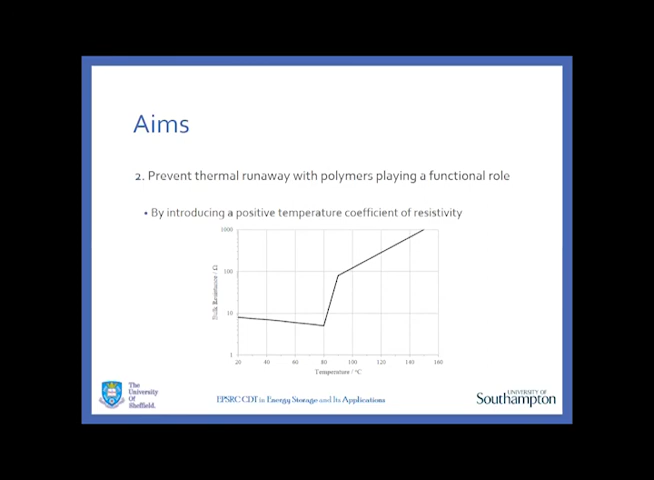 Aims
2. Prevent thermal runaway with polymers playing a functional role
• By introducing a positive temperature coefficient of resistivity
1000
100
10
1
Bulk Resistance / Ω
20 40 60 80 100 120 140 160
Temperature / °C
The
University
Of
Sheffield.
EPSRC CDT in Energy Storage and Its Applications
UNIVERSITY OF
Southampton